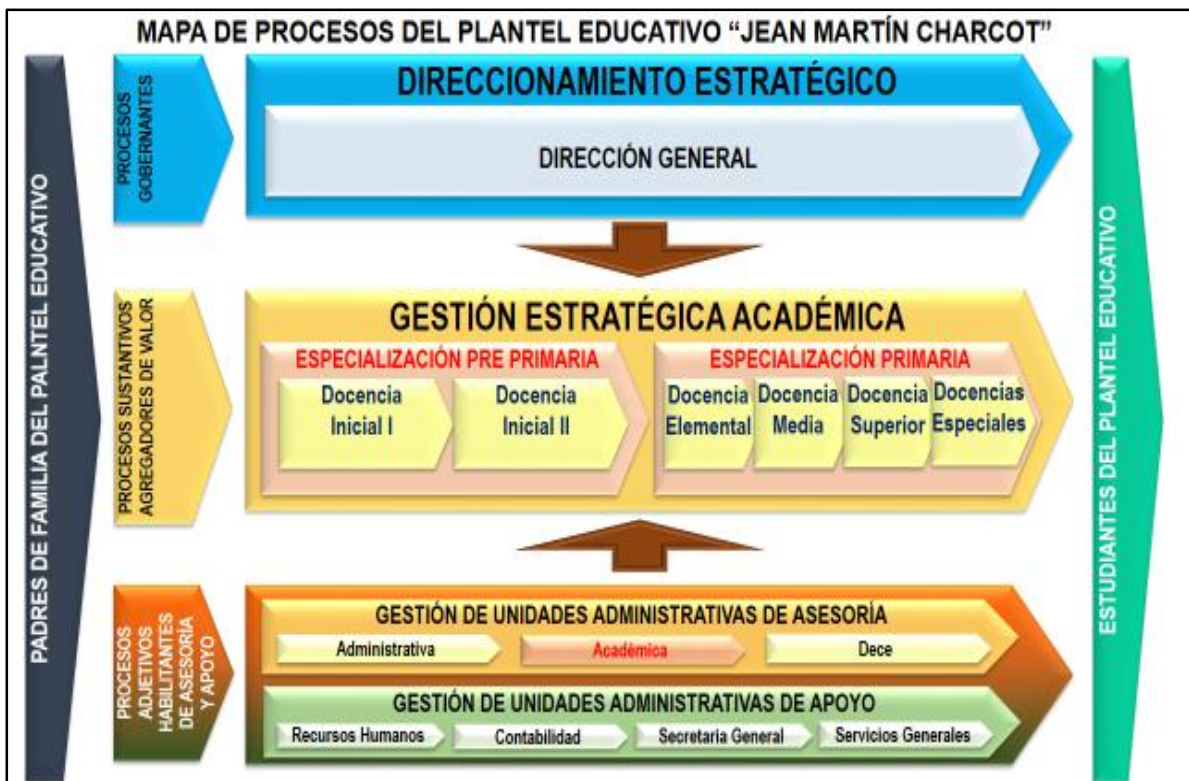 MAPA DE PROCESOS DEL PLANTEL EDUCATIVO “JEAN MARTÍN CHARCOT”
PADRES DE FAMILIA DEL PALNTEL EDUCATIVO
PROCESOS
GOBERNANTES
DIRECCIONAMIENTO ESTRATÉGICO
DIRECCIÓN GENERAL
PROCESOS SUSTANTIVOS
AGREGADORES DE VALOR
GESTIÓN ESTRATÉGICA ACADÉMICA
ESPECIALIZACIÓN PRE PRIMARIA
Docencia
Inicial I
Docencia
Inicial II
ESPECIALIZACIÓN PRIMARIA
Docencia
Elemental
Docencia
Media
Docencia
Superior
Docencias
Especiales
PROCESOS
ADJETIVOS
HABILITANTES
DE ASESORÍA
Y APOYO
GESTIÓN DE UNIDADES ADMINISTRATIVAS DE ASESORÍA
Administrativa
Académica
Dece
GESTIÓN DE UNIDADES ADMINISTRATIVAS DE APOYO
Recursos Humanos
Contabilidad
Secretaria General
Servicios Generales
ESTUDIANTES DEL PLANTEL EDUCATIVO